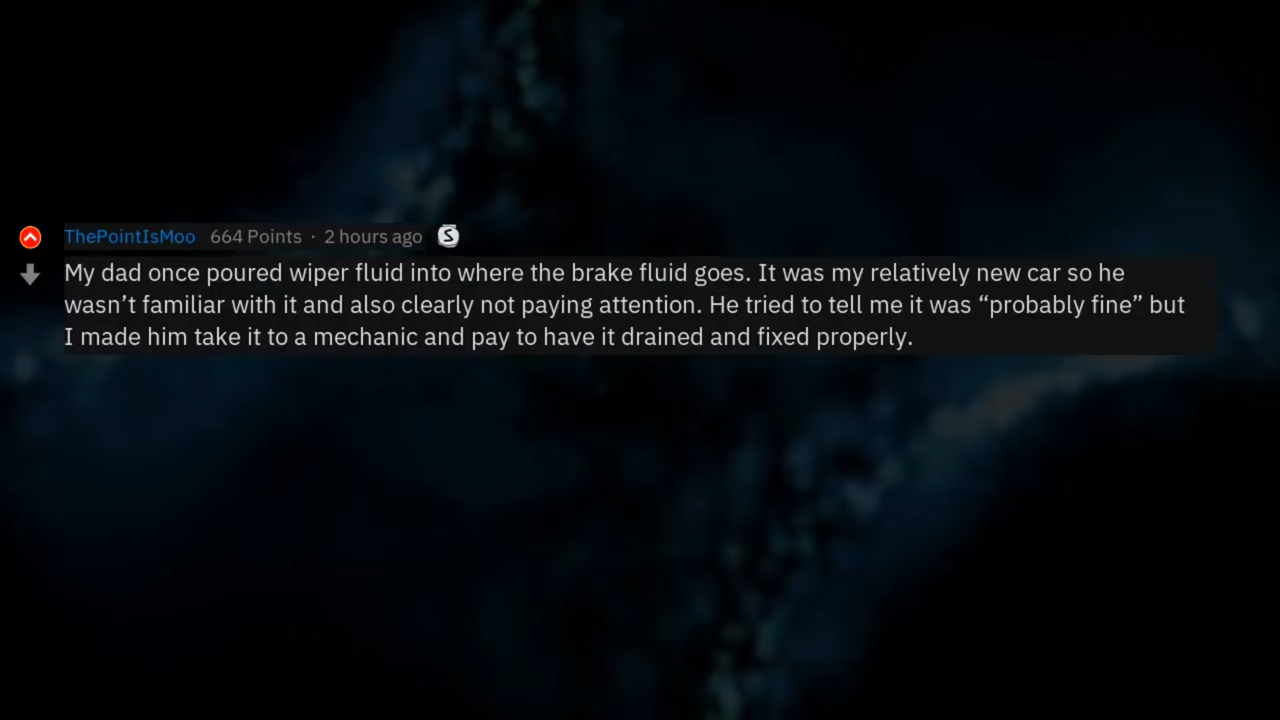 ThePointIsMoo 664 Points · 2 hours ago S
My dad once poured wiper fluid into where the brake fluid goes. It was my relatively new car so he
wasn’t familiar with it and also clearly not paying attention. He tried to tell me it was “probably fine” but
I made him take it to a mechanic and pay to have it drained and fixed properly.